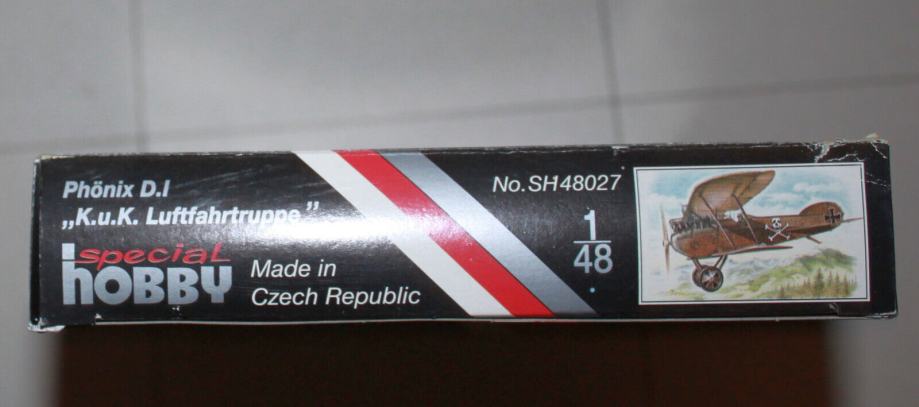 Phönix D.I
„K.u.K. Luftfahrtruppe”
special
hOBBY
Made in
Czech Republic
No.SH48027
1
48